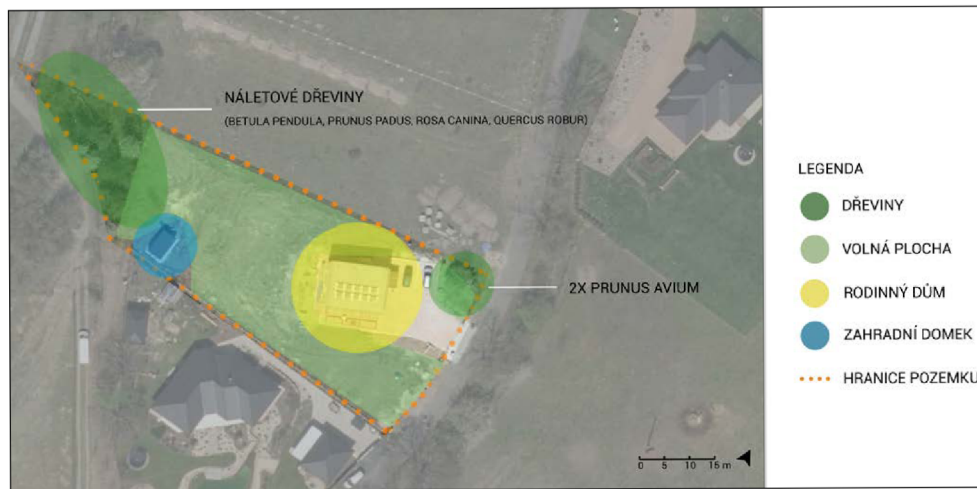 NÁLETOVÉ DŘEVINY
(BETULA PENDULA, PRUNUS PADUS, ROSA CANINA, QUERCUS ROBUR)
2X PRUNUS AVIUM
0 5 10 15 m
LEGENDA
DŘEVINY
VOLNÁ PLOCHA
RODINNÝ DŮM
ZAHRADNÍ DOMEK
HRANICE POZEMKU